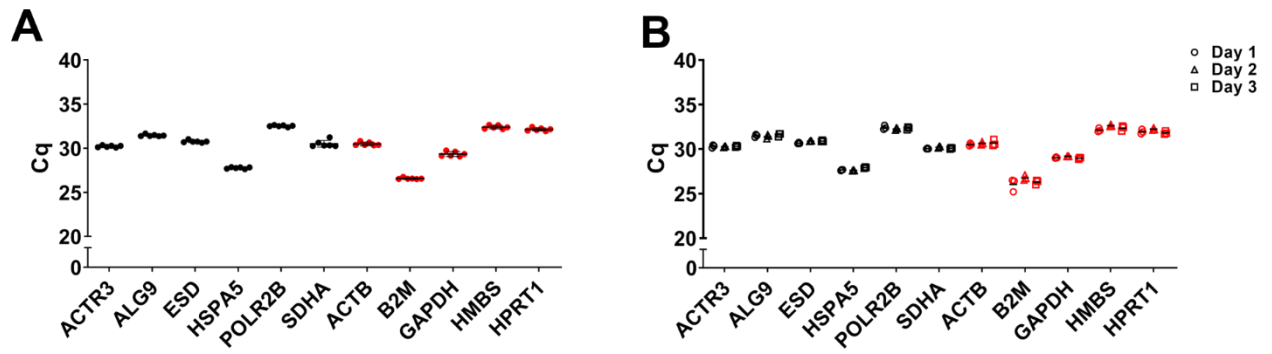 A
Cq
40
35
30
25
20
0
ACTR3
ALG9
ESD
HSPA5
POLR2B
SDHA
ACTB
B2M
GAPDH
HMBS
HPRT1
B
Cq
40
35
30
25
20
0
ACTR3
ALG9
ESD
HSPA5
POLR2B
SDHA
ACTB
B2M
GAPDH
HMBS
HPRT1
Day 1
Day 2
Day 3